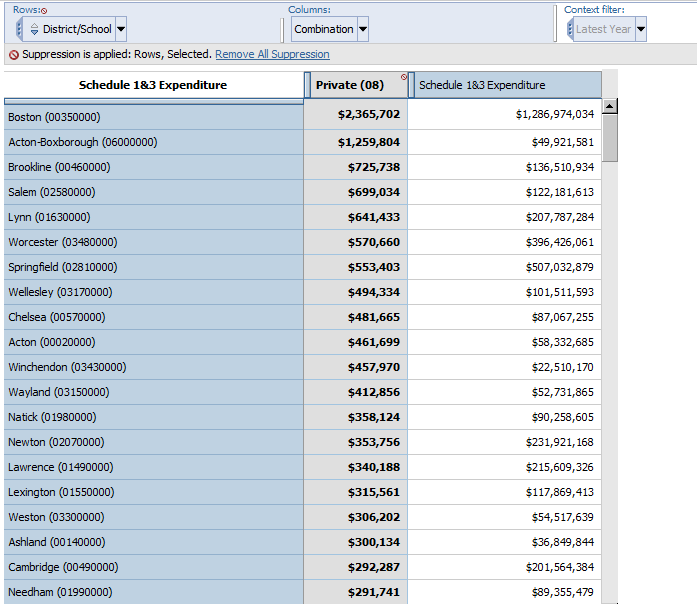 Rows: Columns: Context filter:
District/School Combination Latest Year
Suppression is applied: Rows, Selected. Remove All Suppression
Schedule 1&3 Expenditure Private (08) Schedule 1&3 Expenditure
Boston (00350000) $2,365,702 $1,286,974,034
Acton-Boxborough (06000000) $1,259,804 $49,921,581
Brookline (00460000) $725,738 $136,510,934
Salem (02580000) $699,034 $122,181,613
Lynn (01630000) $641,433 $207,787,284
Worcester (03480000) $570,660 $396,426,061
Springfield (02810000) $553,403 $507,032,879
Wellesley (03170000) $494,334 $101,511,593
Chelsea (00570000) $481,665 $87,067,255
Acton (00020000) $461,699 $58,332,685
Winchendon (03430000) $457,970 $22,510,170
Wayland (03150000) $412,856 $52,731,865
Natick (01980000) $358,124 $90,258,605
Newton (02070000) $353,756 $231,921,168
Lawrence (01490000) $340,188 $215,609,326
Lexington (01550000) $315,561 $117,869,413
Weston (03300000) $306,202 $54,517,639
Ashland (00140000) $300,134 $36,849,844
Cambridge (00490000) $292,287 $201,564,384
Needham (01990000) $291,741 $89,355,479